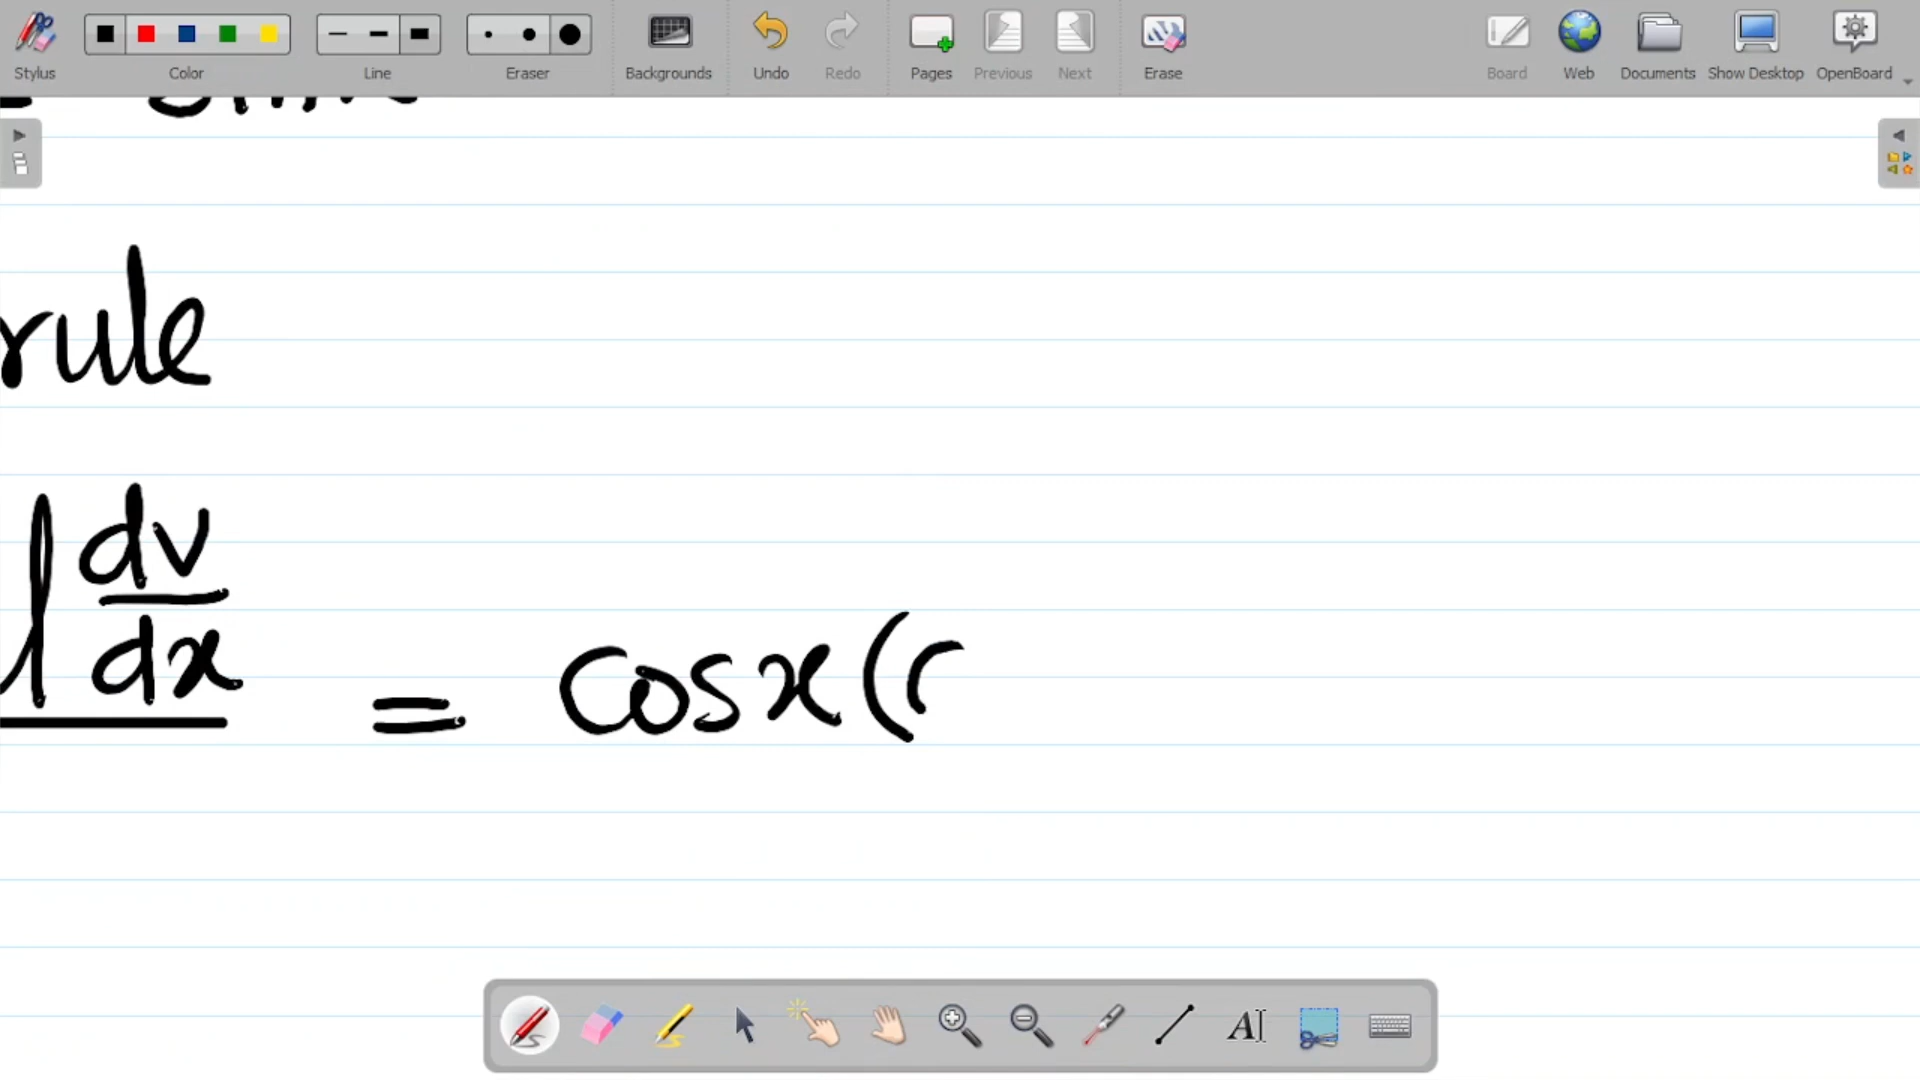 Stylus Color Line Eraser Backgrounds Undo Redo Pages Previous Next Erase Board Web Documents Show Desktop OpenBoard
rule
dv
dx
= cosx(c